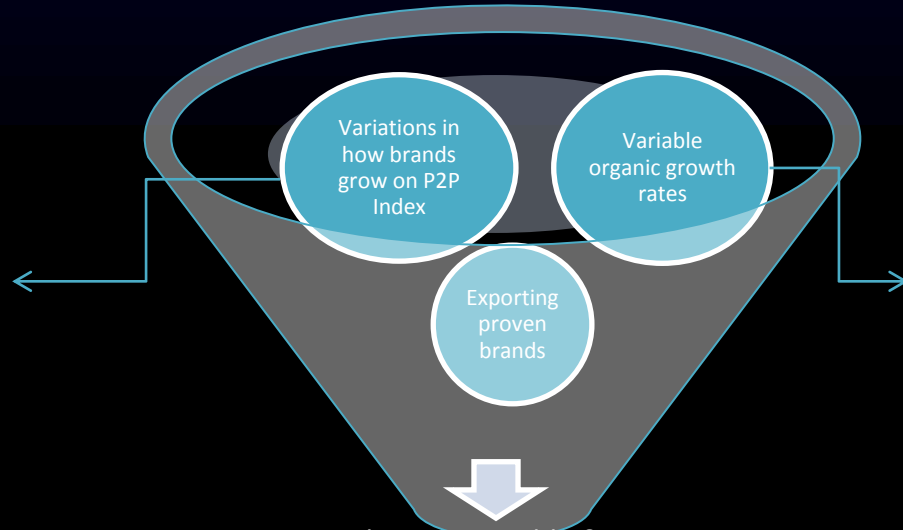 Variations in
how brands
grow on P2P
Index
Variable
organic growth
rates
Exporting
proven
brands